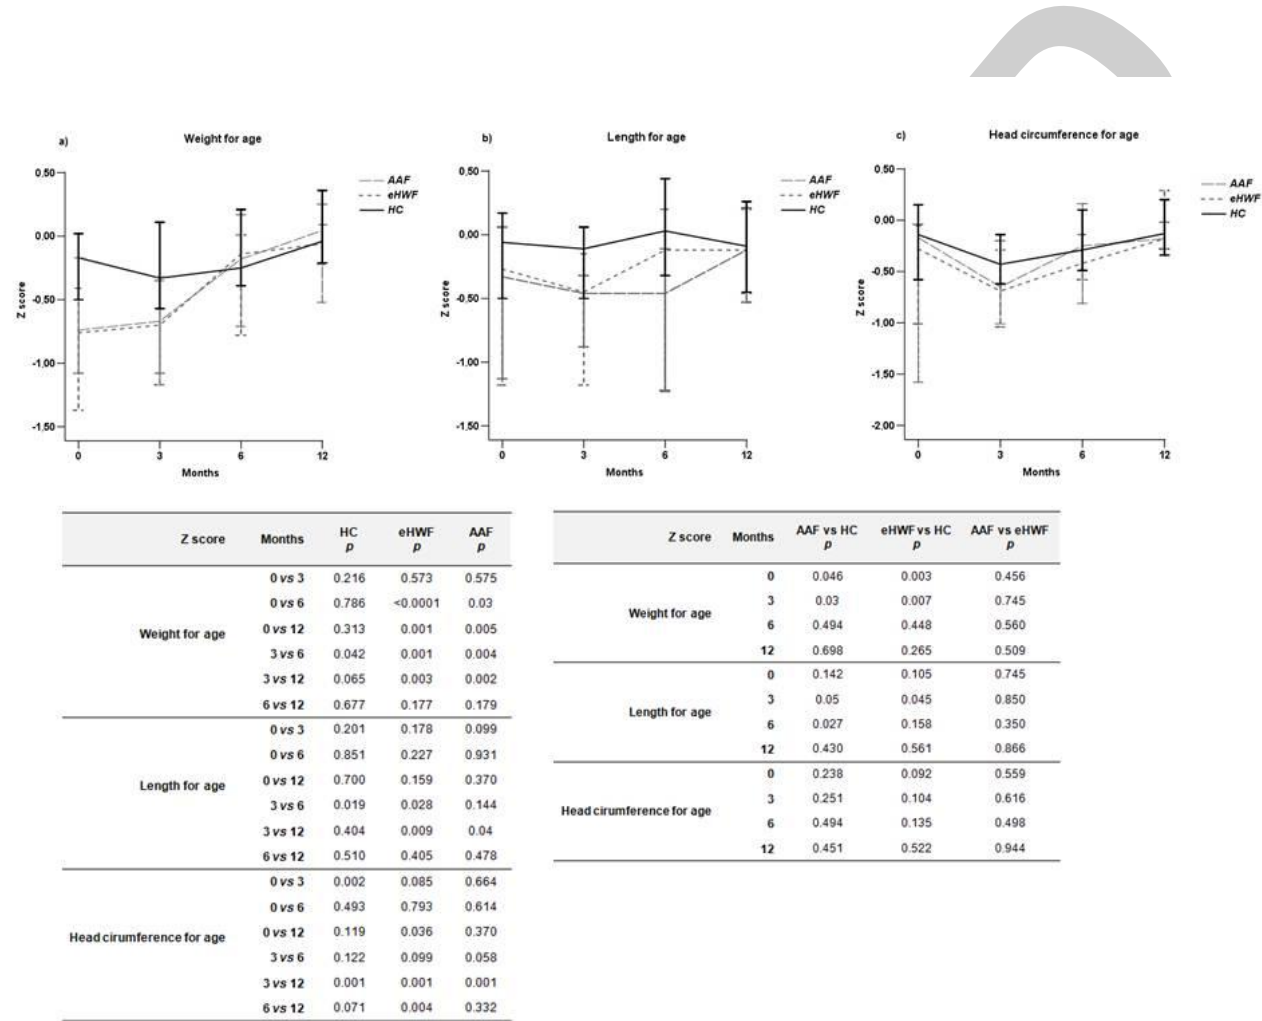 a) Weight for age
0.50
0.00
-0.50
-1.00
-1.50
Z score
0 3 6 12
Months
AAF
eHWF
HC
b) Length for age
0,50
0,00
-0.50
-1.00
-1.50
Z score
0 3 6 12
Months
AAF
eHWF
HC
c) Head circumference for age
0.50
0.00
-0.50
-1.00
-1.50
-2.00
Z score
0 3 6 12
Months
AAF
eHWF
HC
Z score Months HC p eHWF p AAF p
Weight for age
0 vs 3 0.216 0.573 0.575
0 vs 6 0.786 <0.0001 0.03
0 vs 12 0.313 0.001 0.005
3 vs 6 0.042 0.001 0.004
3 vs 12 0.065 0.003 0.002
6 vs 12 0.677 0.177 0.179
Length for age
0 vs 3 0.201 0.178 0.099
0 vs 6 0.851 0.227 0.931
0 vs 12 0.700 0.159 0.370
3 vs 6 0.019 0.028 0.144
3 vs 12 0.404 0.009 0.04
6 vs 12 0.510 0.405 0.478
Head cirumference for age
0 vs 3 0.002 0.085 0.664
0 vs 6 0.493 0.793 0.614
0 vs 12 0.119 0.036 0.370
3 vs 6 0.122 0.099 0.058
3 vs 12 0.001 0.001 0.001
6 vs 12 0.071 0.004 0.332
Z score Months AAF vs HC p eHWF vs HC p AAF vs eHWF p
Weight for age
0 0.046 0.003 0.456
3 0.03 0.007 0.745
6 0.494 0.448 0.560
12 0.698 0.265 0.509
Length for age
0 0.142 0.105 0.745
3 0.05 0.045 0.850
6 0.027 0.158 0.350
12 0.430 0.561 0.866
Head cirumference for age
0 0.238 0.092 0.559
3 0.251 0.104 0.616
6 0.494 0.135 0.498
12 0.451 0.522 0.944